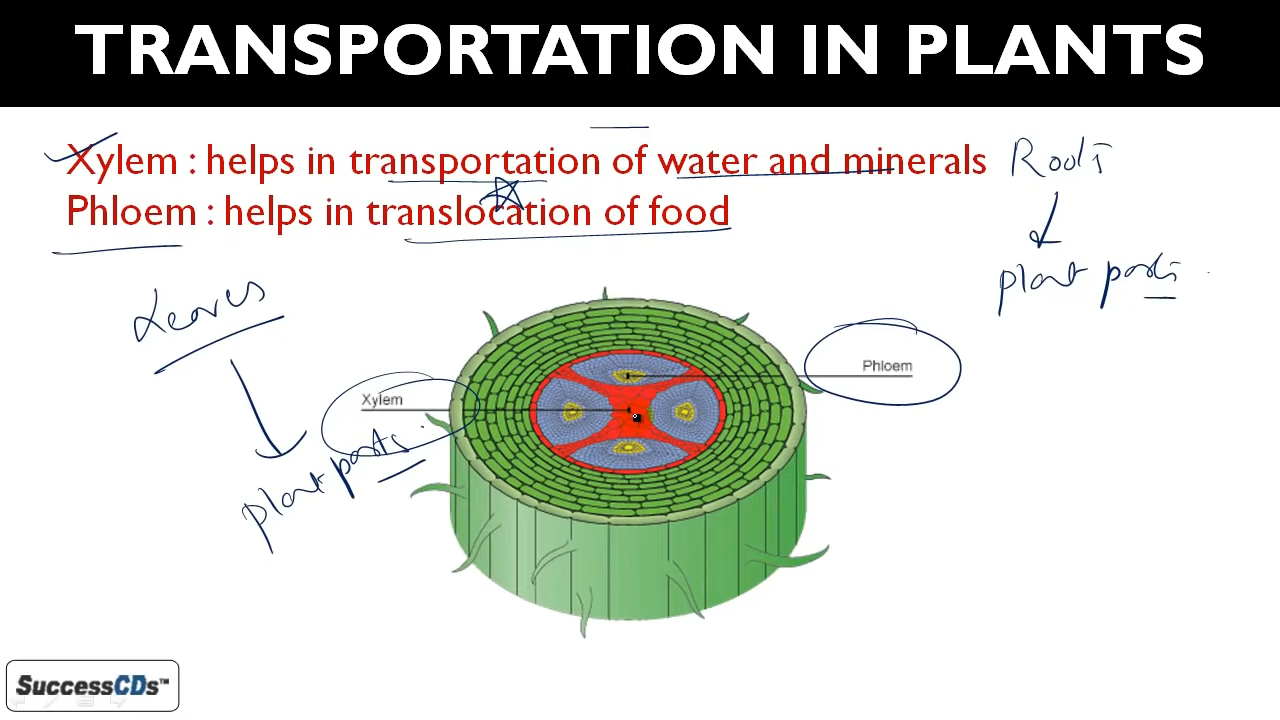 TRANSPORTATION IN PLANTS
Xylem : helps in transportation of water and minerals
Roots
Phloem : helps in translocation of food
plant parts
Leaves
Phloem
Xylem
plant parts
SuccessCDs™